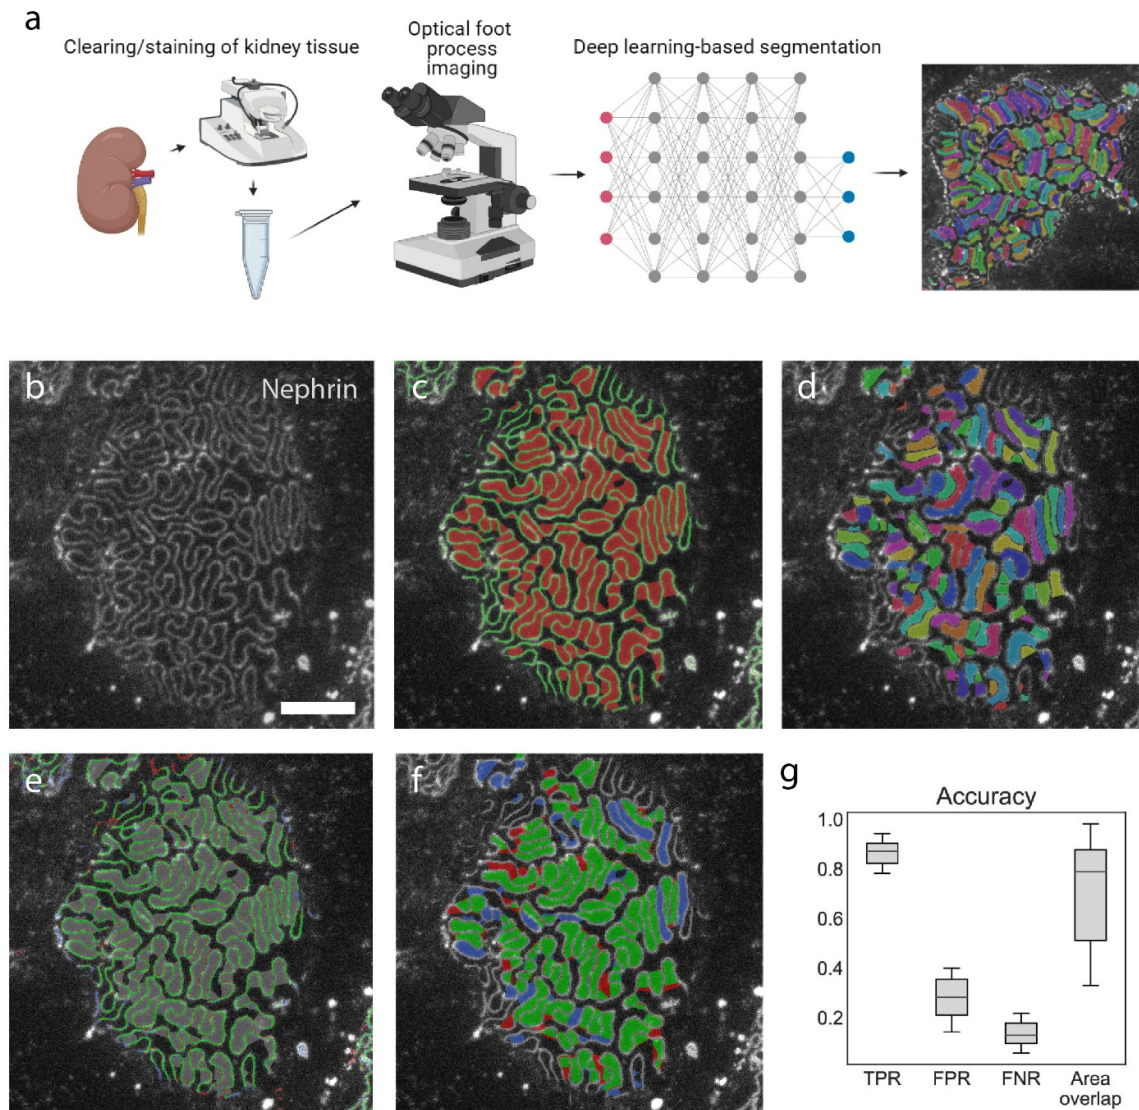 a
Clearing/staining of kidney tissue
Optical foot
process
imaging
Deep learning-based segmentation
b
Nephrin
c
d
e
f
g
Accuracy
1.0
0.8
0.6
0.4
0.2
TPR
FPR
FNR
Area
overlap